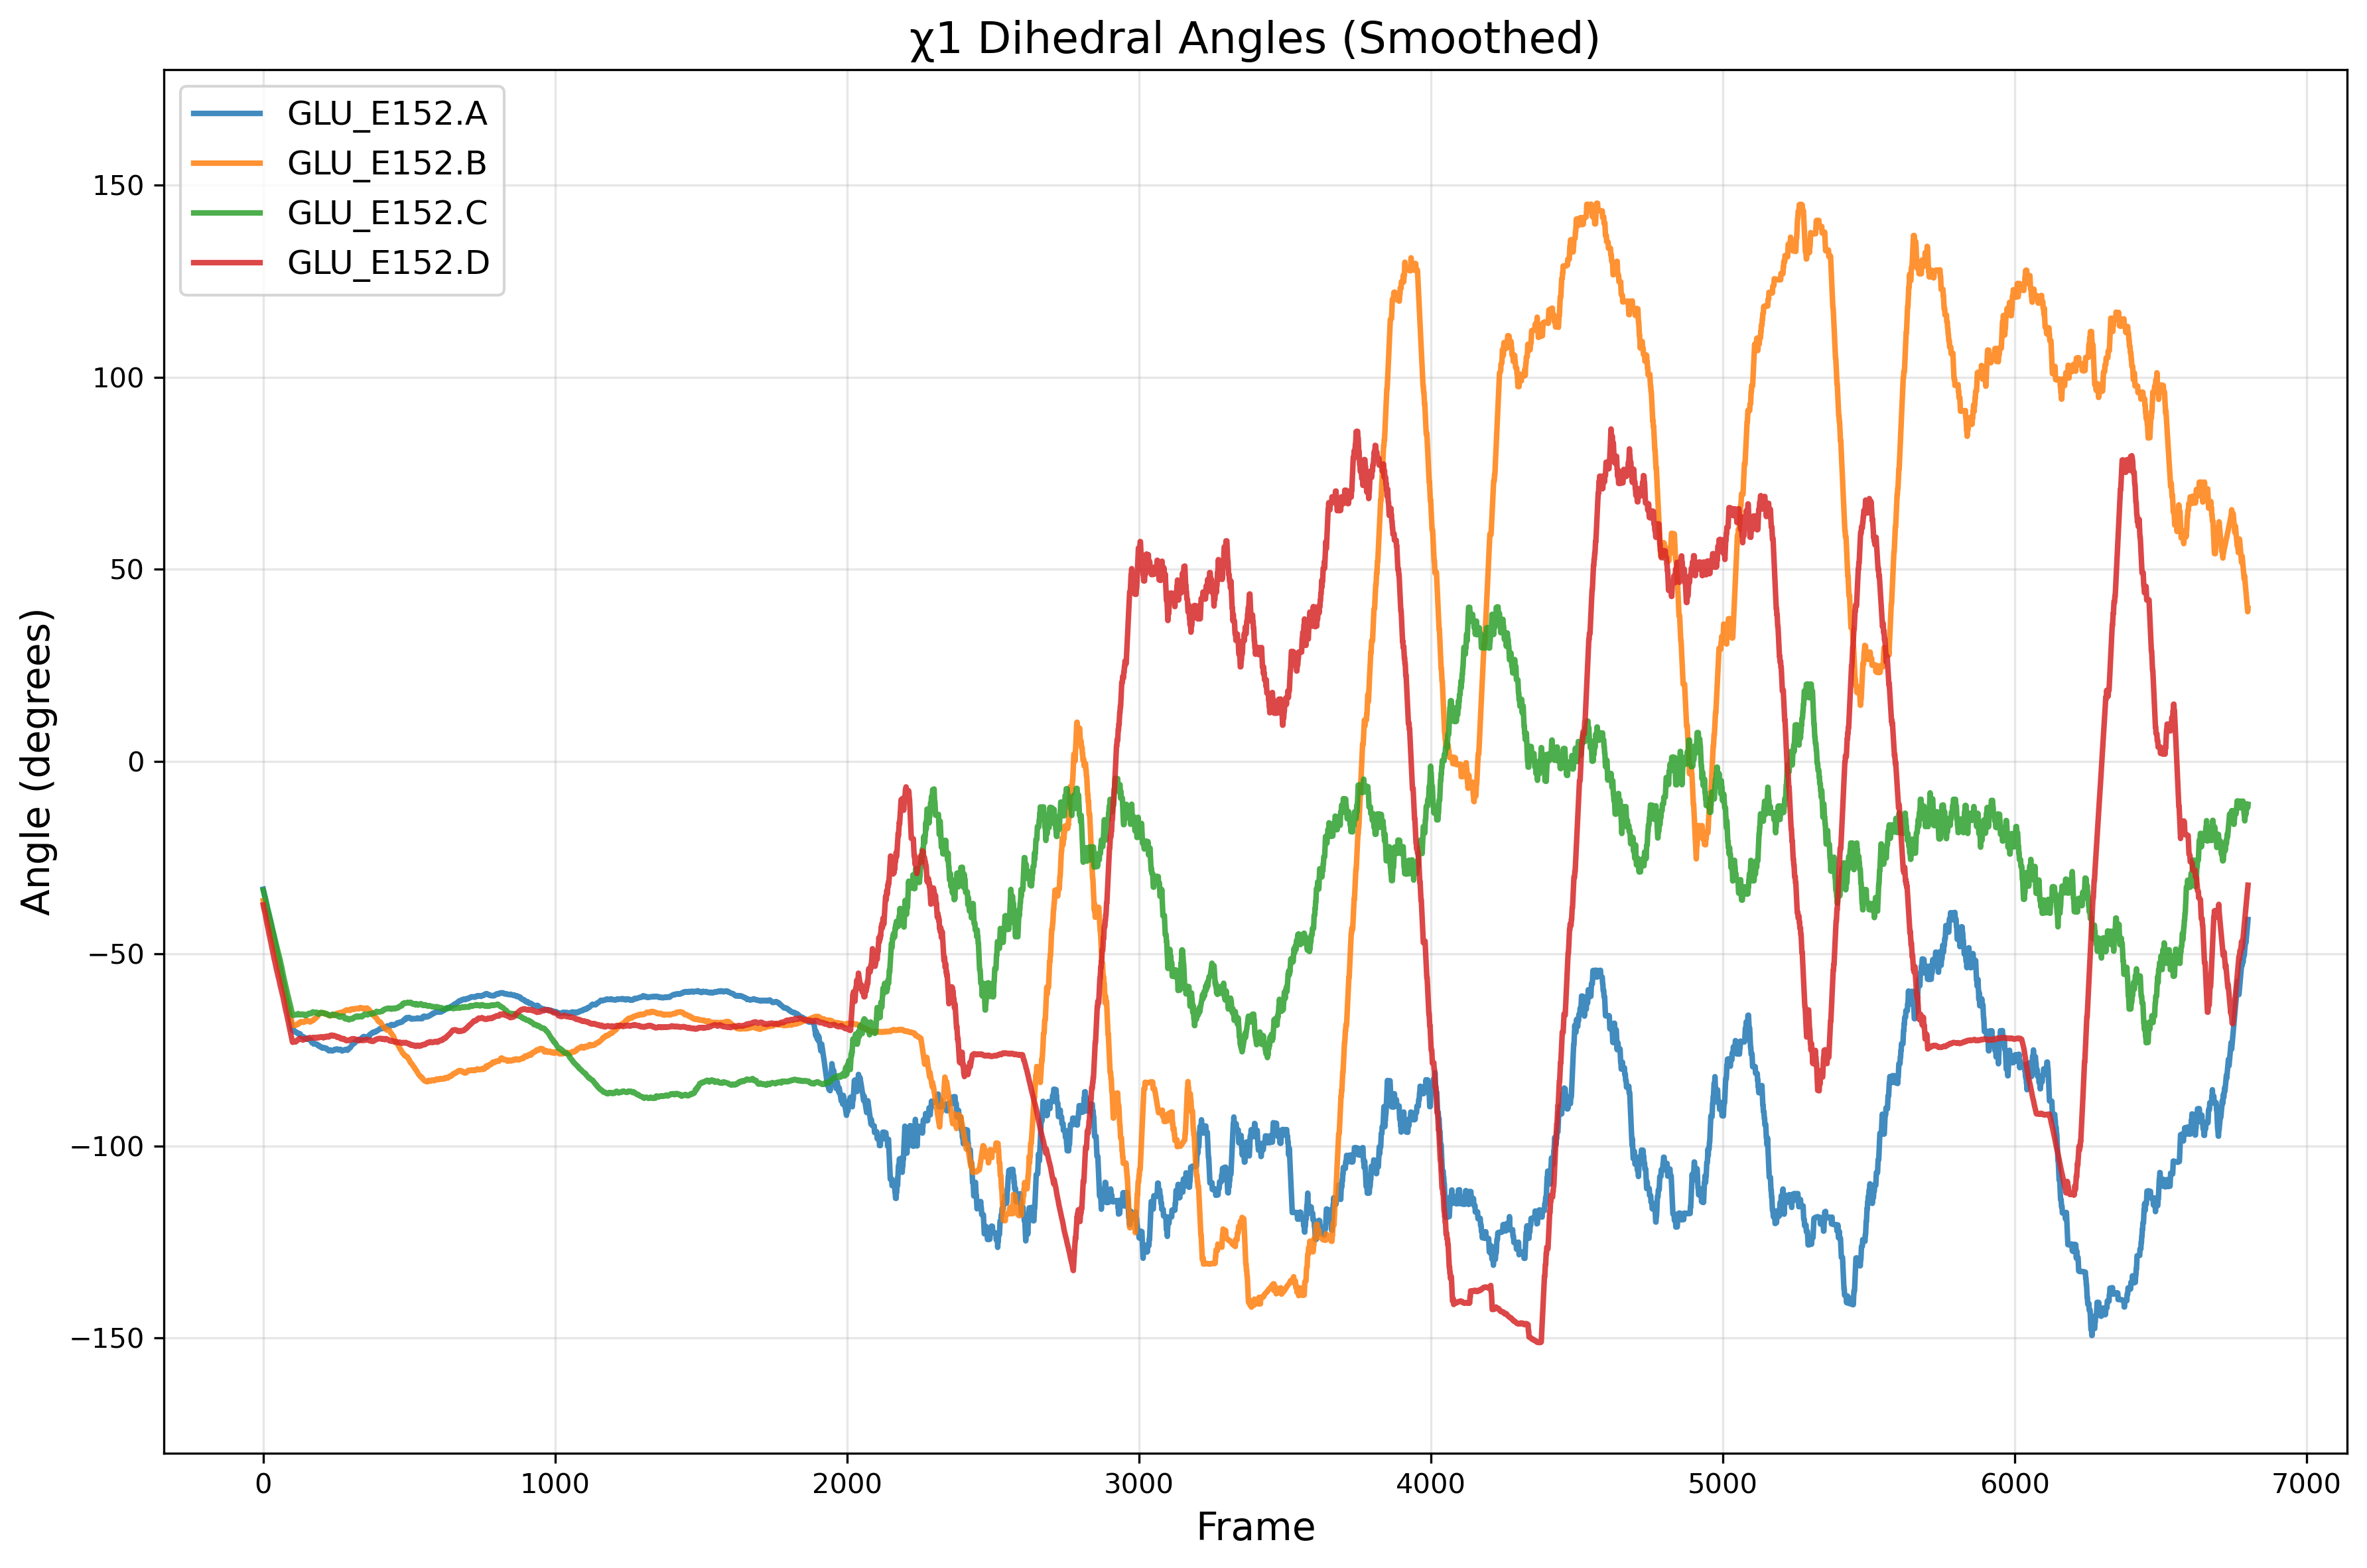 χ1 Dihedral Angles (Smoothed)
GLU_E152.A
GLU_E152.B
GLU_E152.C
GLU_E152.D
150
100
50
0
−50
−100
−150
Angle (degrees)
0 1000 2000 3000 4000 5000 6000 7000
Frame